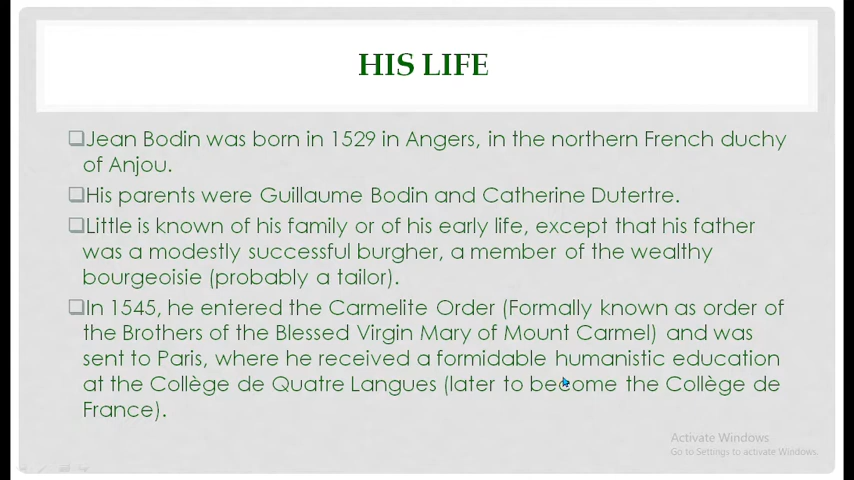 HIS LIFE
Jean Bodin was born in 1529 in Angers, in the northern French duchy
of Anjou.
His parents were Guillaume Bodin and Catherine Dutertre.
Little is known of his family or of his early life, except that his father
was a modestly successful burgher, a member of the wealthy
bourgeoisie (probably a tailor).
In 1545, he entered the Carmelite Order (Formally known as order of
the Brothers of the Blessed Virgin Mary of Mount Carmel) and was
sent to Paris, where he received a formidable humanistic education
at the Collège de Quatre Langues (later to become the Collège de
France).
Activate Windows
Go to Settings to activate Windows.